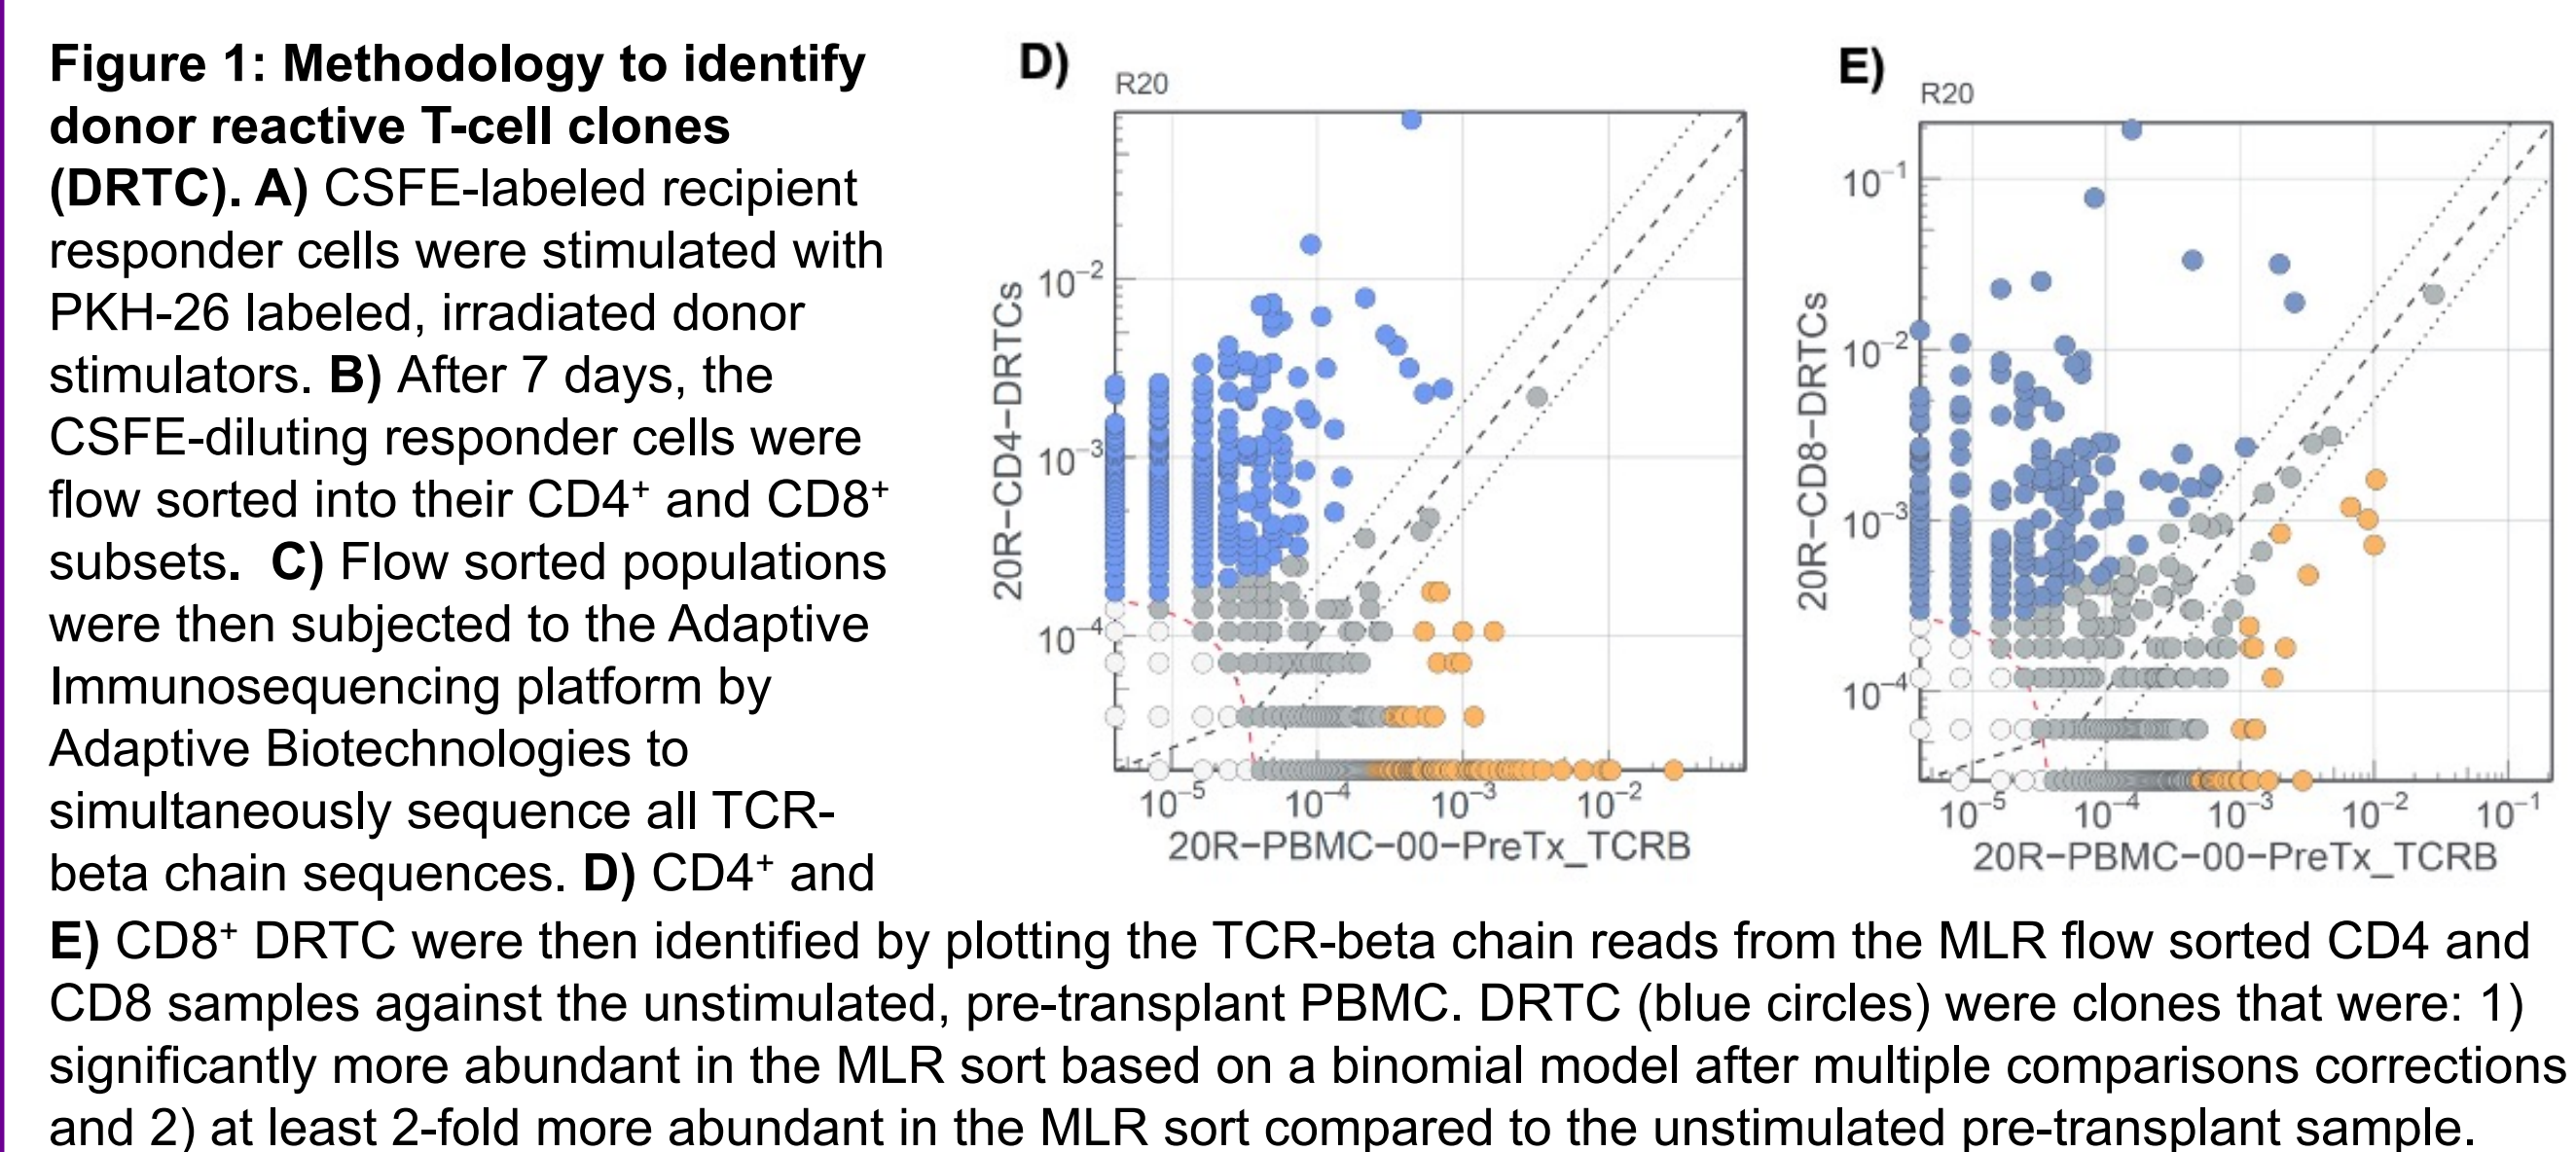 Figure 1: Methodology to identify
donor reactive T-cell clones
(DRTC). A) CSFE-labeled recipient
responder cells were stimulated with
PKH-26 labeled, irradiated donor
stimulators. B) After 7 days, the
CSFE-diluting responder cells were
flow sorted into their CD4⁺ and CD8⁺
subsets. C) Flow sorted populations
were then subjected to the Adaptive
Immunosequencing platform by
Adaptive Biotechnologies to
simultaneously sequence all TCR-
beta chain sequences. D) CD4⁺ and
E) CD8⁺ DRTC were then identified by plotting the TCR-beta chain reads from the MLR flow sorted CD4 and
CD8 samples against the unstimulated, pre-transplant PBMC. DRTC (blue circles) were clones that were: 1)
significantly more abundant in the MLR sort based on a binomial model after multiple comparisons corrections
and 2) at least 2-fold more abundant in the MLR sort compared to the unstimulated pre-transplant sample.
D)
R20
20R−CD4−DRTCs
10⁻²
10⁻³
10⁻⁴
10⁻⁵ 10⁻⁴ 10⁻³ 10⁻²
20R−PBMC−00−PreTx_TCRB
E)
R20
20R−CD8−DRTCs
10⁻¹
10⁻²
10⁻³
10⁻⁴
10⁻⁵ 10⁻⁴ 10⁻³ 10⁻² 10⁻¹
20R−PBMC−00−PreTx_TCRB